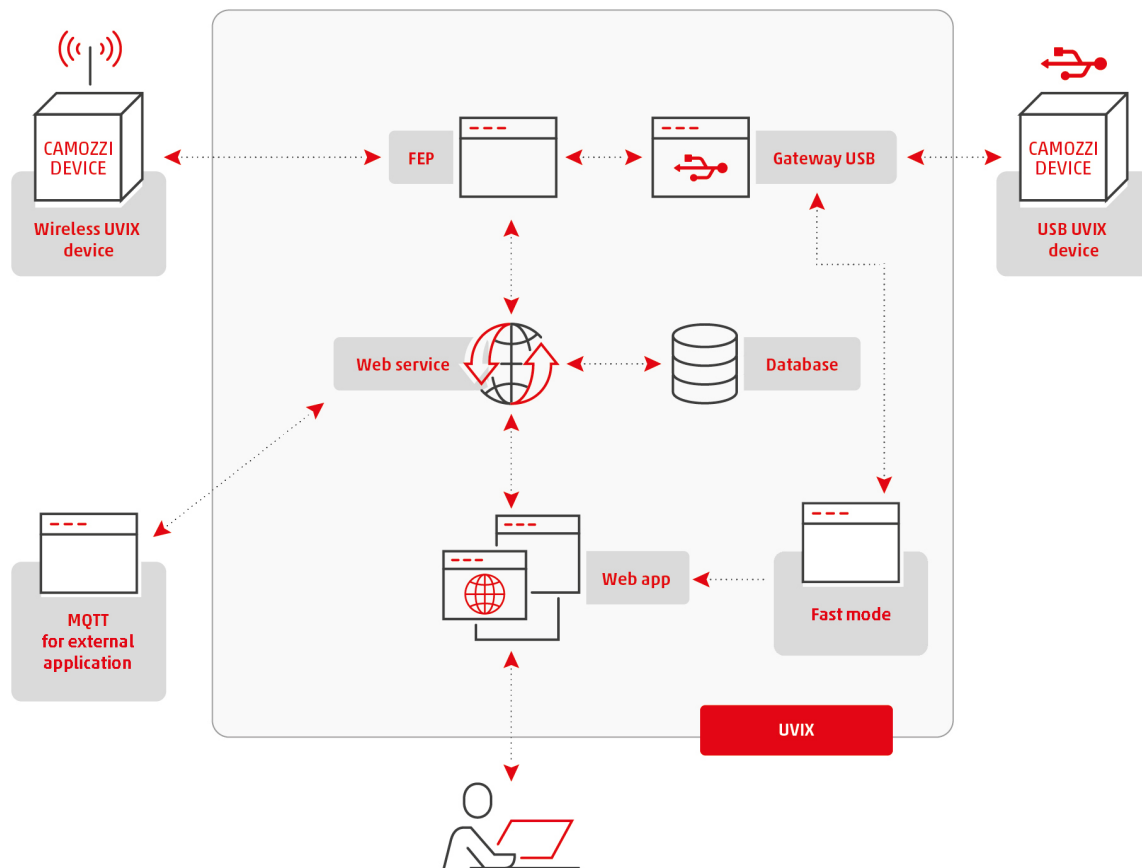 CAMOZZI
DEVICE
Wireless UVIX
device
FEP
Gateway USB
CAMOZZI
DEVICE
USB UVIX
device
Web service
Database
MQTT
for external
application
Web app
Fast mode
UVIX